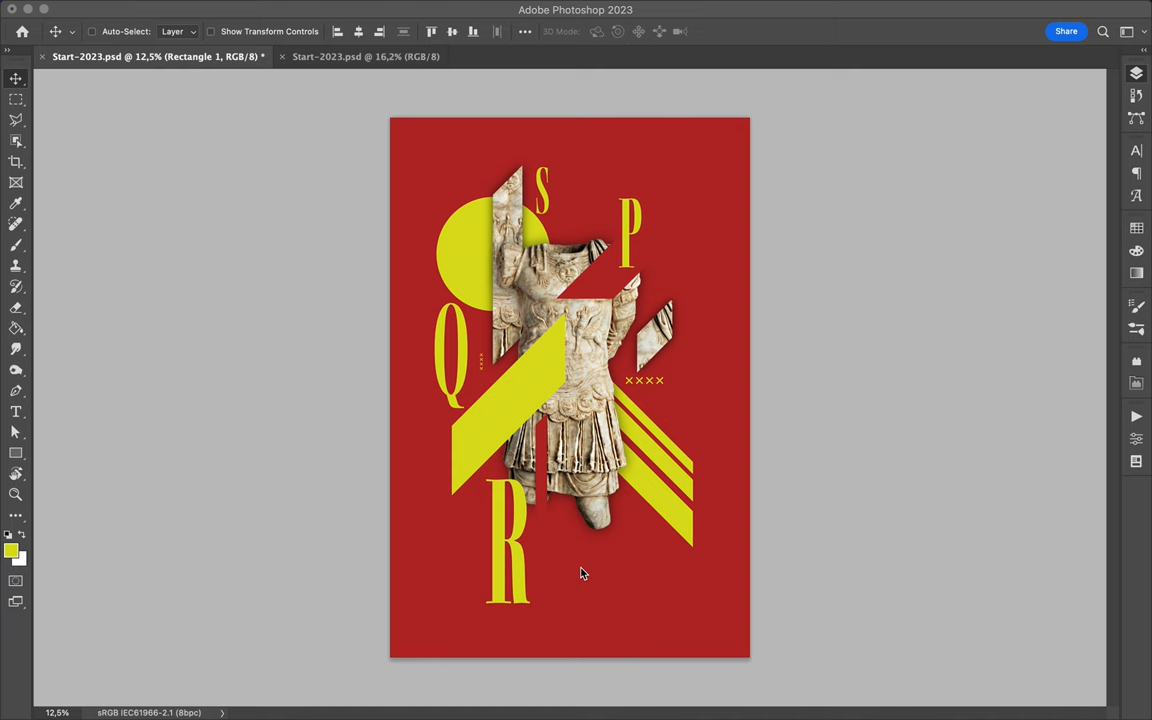 Adobe Photoshop 2023
Auto-Select: Layer Show Transform Controls 3D Mode: Share
Start-2023.psd @ 12,5% (Rectangle 1, RGB/8) * Start-2023.psd @ 16,2% (RGB/8)
S
P
Q
××××
××××
R
12,5% sRGB IEC61966-2.1 (8bpc)